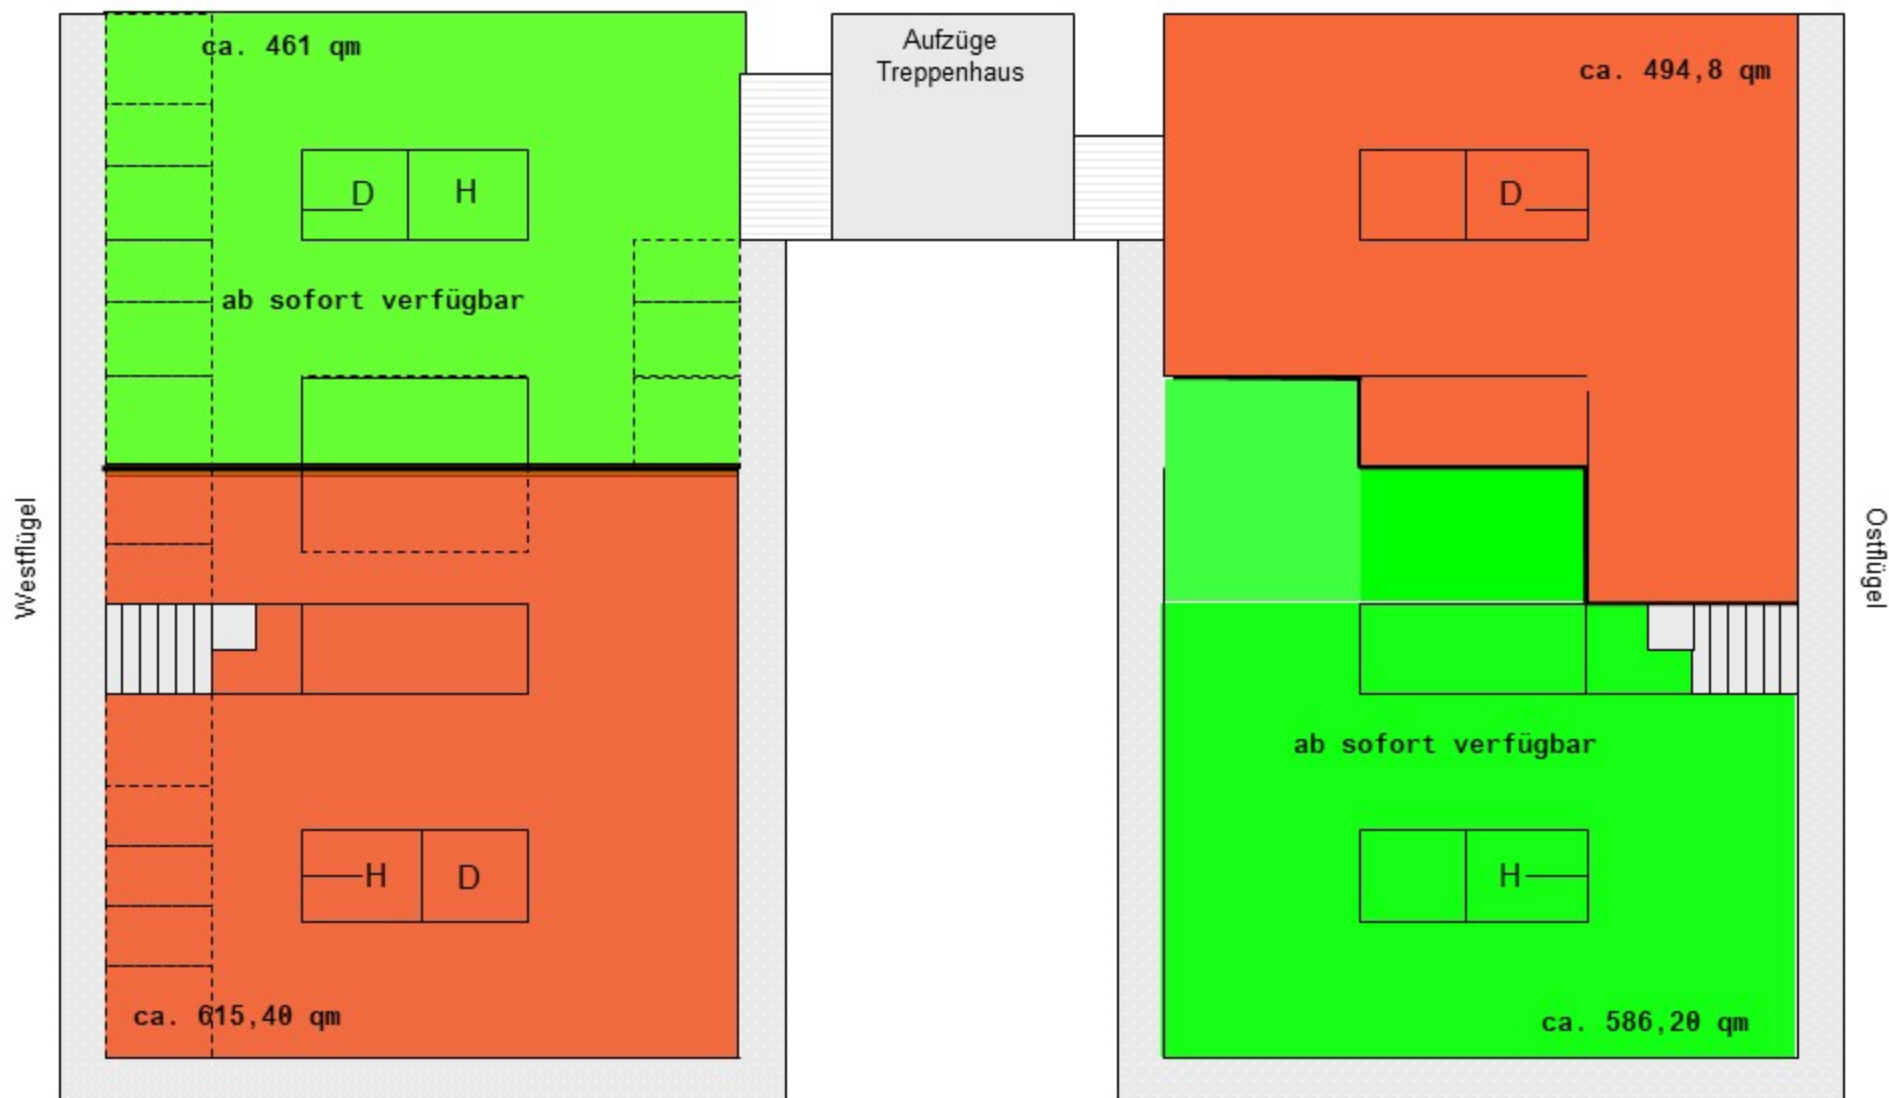 ca. 461 qm
Aufzüge
Treppenhaus
ca. 494,8 qm
D
H
D
ab sofort verfügbar
Westflügel
Ostflügel
ab sofort verfügbar
H
D
H
ca. 615,40 qm
ca. 586,20 qm